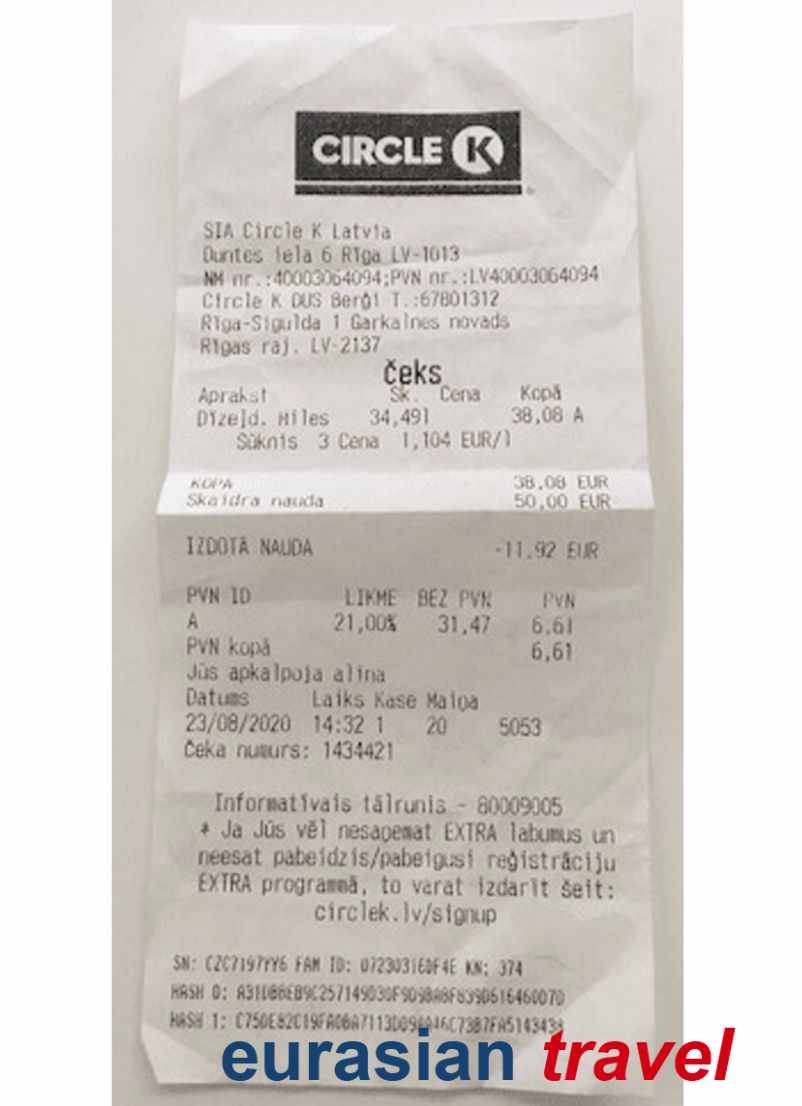 CIRCLE K
SIA Circle K Latvia
Duntes iela 6 Rīga LV-1013
NM nr.:40003064094;PVN nr.:LV40003064094
Circle K DUS Berģi T.:67801312
Rīga-Sigulda 1 Garkalnes novads
Rīgas raj. LV-2137
Čeks
Apraksts Sk. Cena Kopā
Dīzeļd. Miles 34,49l 38,08 A
Sūknis 3 Cena 1,104 EUR/l
KOPĀ 38,08 EUR
Skaidra nauda 50,00 EUR
IZDOTĀ NAUDA -11.92 EUR
PVN ID LIKME BEZ PVN PVN
A 21,00% 31,47 6,61
PVN kopā 6,61
Jūs apkalpoja alina
Datums Laiks Kase Maiņa
23/08/2020 14:32 1 20 5053
Čeka numurs: 1434421
Informatīvais tālrunis - 80009005
* Ja Jūs vēl nesaņemat EXTRA labumus un
neesat pabeidzis/pabeigusi reģistrāciju
EXTRA programmā, to varat izdarīt šeit:
circlek.lv/signup
SN: CZC7197YY6 FAM ID: 0723031EDF4E KN: 374
HASH 0:
HASH 1:
eurasian travel